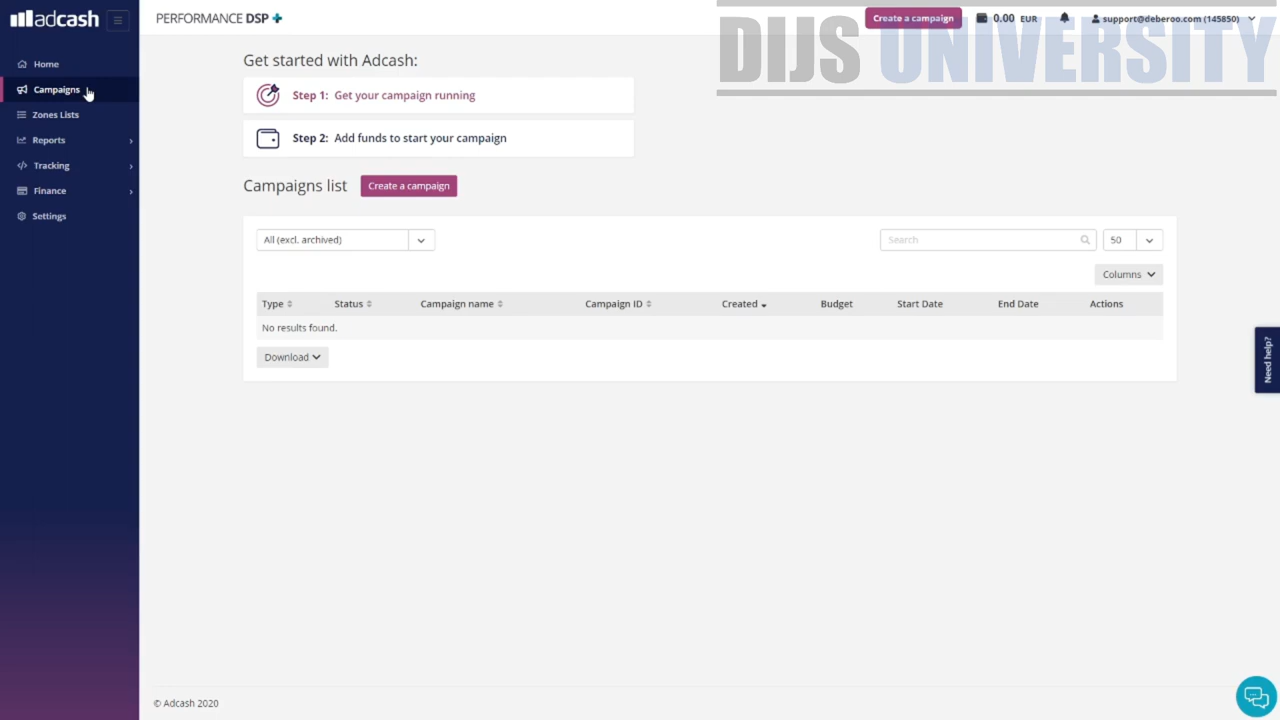 adcash
PERFORMANCE DSP +
Create a campaign
0.00 EUR
support@deberoo.com (145850)
DIJS UNIVERSITY
Home
Campaigns
Zones Lists
Reports
Tracking
Finance
Settings
Get started with Adcash:
Step 1: Get your campaign running
Step 2: Add funds to start your campaign
Campaigns list
Create a campaign
All (excl. archived)
Search
50
Columns
Type Status Campaign name Campaign ID Created Budget Start Date End Date Actions
No results found.
Download
Need help?
© Adcash 2020